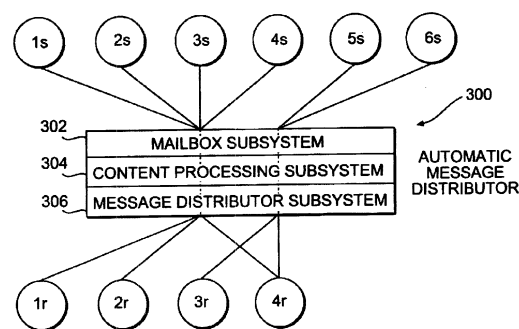 1s 2s 3s 4s 5s 6s
300
302
MAILBOX SUBSYSTEM
304
CONTENT PROCESSING SUBSYSTEM
306
MESSAGE DISTRIBUTOR SUBSYSTEM
AUTOMATIC
MESSAGE
DISTRIBUTOR
1r 2r 3r 4r